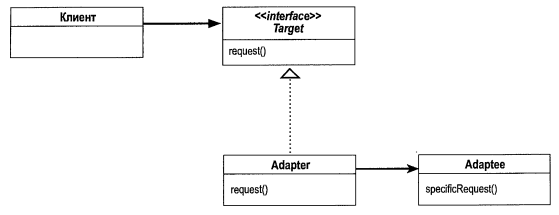 Клиент
<<interface>>
Target
request()
Adapter
request()
Adaptee
specificRequest()